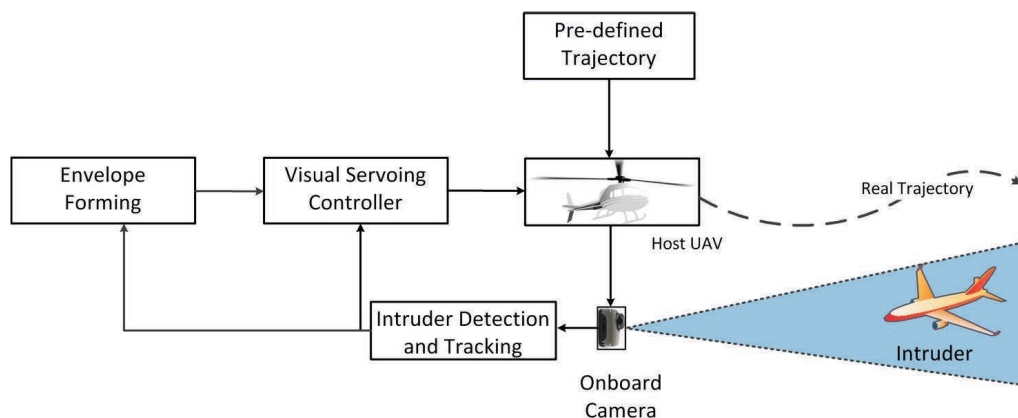 Pre-defined
Trajectory
Envelope
Forming
Visual Servoing
Controller
Real Trajectory
Host UAV
Intruder Detection
and Tracking
Intruder
Onboard
Camera